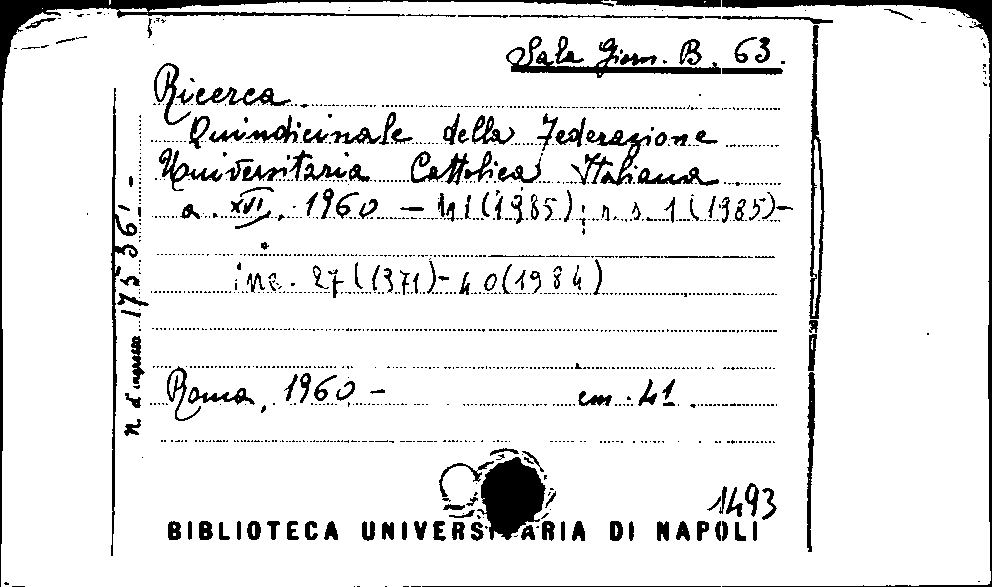 Sala Giorn. B. 63.
Ricerca.
Quindicinale della Federazione
Universitaria Cattolica Italiana.
a. XVI, 1960 – 41 (1985); n. s. 1 (1985)-
inc. 27 (1971)- 40 (1984)
Roma, 1960 – cm. 41.
N. d'ingresso 175361.-
1493
BIBLIOTECA UNIVERSITARIA DI NAPOLI